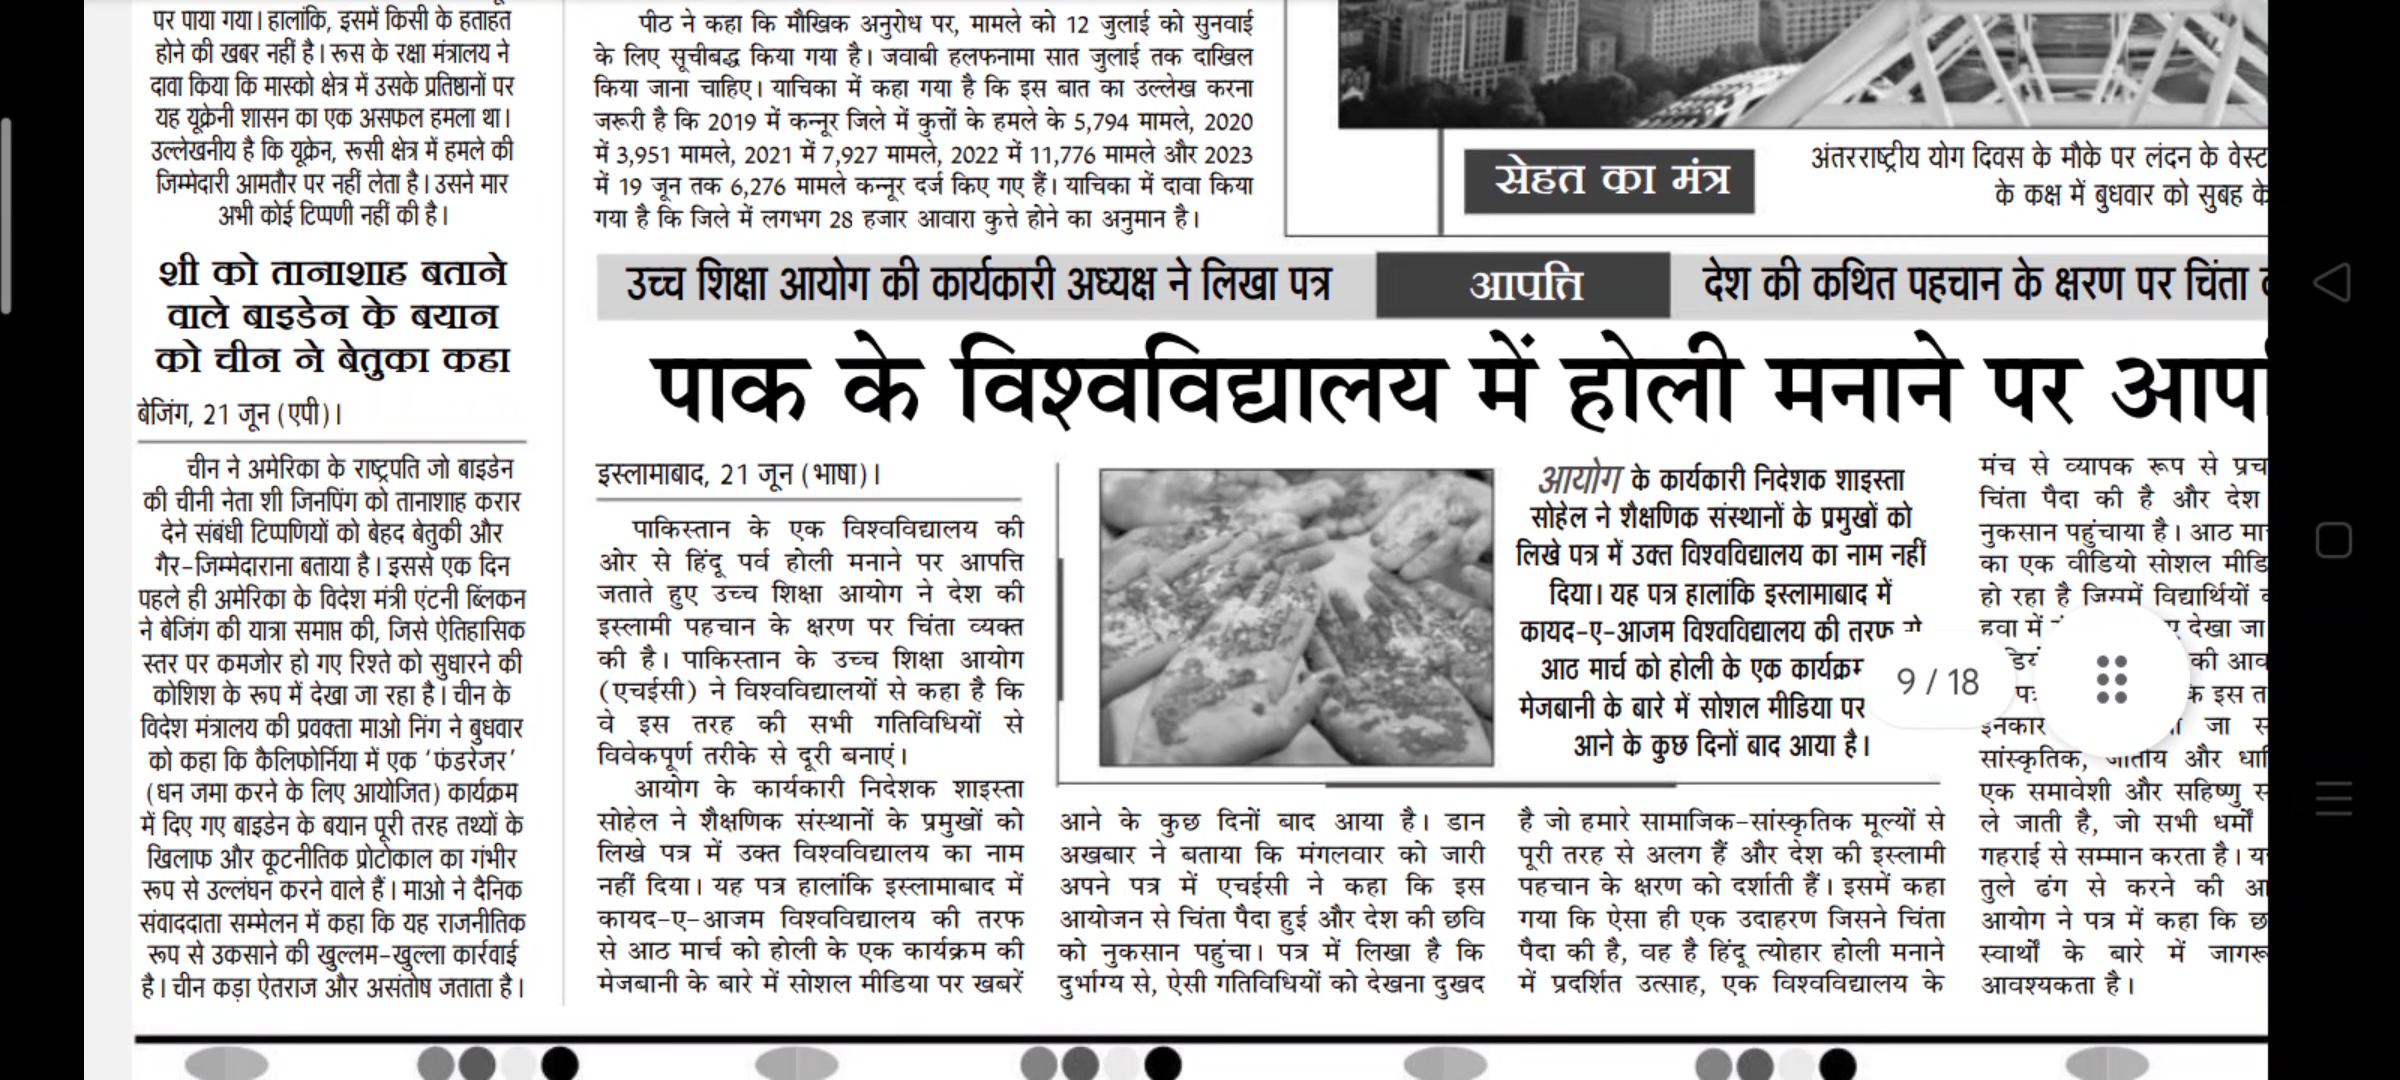 पर पाया गया। हालांकि, इसमें किसी के हताहत
होने की खबर नहीं है। रूस के रक्षा मंत्रालय ने
दावा किया कि मास्को क्षेत्र में उसके प्रतिष्ठानों पर
यह यूक्रेनी शासन का एक असफल हमला था।
उल्लेखनीय है कि यूक्रेन, रूसी क्षेत्र में हमले की
जिम्मेदारी आमतौर पर नहीं लेता है। उसने मार
अभी कोई टिप्पणी नहीं की है।
शी को तानाशाह बताने
वाले बाइडेन के बयान
को चीन ने बेतुका कहा
बेजिंग, 21 जून (एपी)।
चीन ने अमेरिका के राष्ट्रपति जो बाइडेन
की चीनी नेता शी जिनपिंग को तानाशाह करार
देने संबंधी टिप्पणियों को बेहद बेतुकी और
गैर-जिम्मेदाराना बताया है। इससे एक दिन
पहले ही अमेरिका के विदेश मंत्री एंटनी ब्लिंकन
ने बेजिंग की यात्रा समाप्त की, जिसे ऐतिहासिक
स्तर पर कमजोर हो गए रिश्ते को सुधारने की
कोशिश के रूप में देखा जा रहा है। चीन के
विदेश मंत्रालय की प्रवक्ता माओ निंग ने बुधवार
को कहा कि कैलिफोर्निया में एक ‘फंडरेजर’
(धन जमा करने के लिए आयोजित) कार्यक्रम
में दिए गए बाइडेन के बयान पूरी तरह तथ्यों के
खिलाफ और कूटनीतिक प्रोटोकाल का गंभीर
रूप से उल्लंघन करने वाले हैं। माओ ने दैनिक
संवाददाता सम्मेलन में कहा कि यह राजनीतिक
रूप से उकसाने की खुल्लम-खुल्ला कार्रवाई
है। चीन कड़ा ऐतराज और असंतोष जताता है।
पीठ ने कहा कि मौखिक अनुरोध पर, मामले को 12 जुलाई को सुनवाई
के लिए सूचीबद्ध किया गया है। जवाबी हलफनामा सात जुलाई तक दाखिल
किया जाना चाहिए। याचिका में कहा गया है कि इस बात का उल्लेख करना
जरूरी है कि 2019 में कन्नूर जिले में कुत्तों के हमले के 5,794 मामले, 2020
में 3,951 मामले, 2021 में 7,927 मामले, 2022 में 11,776 मामले और 2023
में 19 जून तक 6,276 मामले कन्नूर दर्ज किए गए हैं। याचिका में दावा किया
गया है कि जिले में लगभग 28 हजार आवारा कुत्ते होने का अनुमान है।
सेहत का मंत्र
अंतरराष्ट्रीय योग दिवस के मौके पर लंदन के वेस्ट
के कक्ष में बुधवार को सुबह के
उच्च शिक्षा आयोग की कार्यकारी अध्यक्ष ने लिखा पत्र
आपत्ति
देश की कथित पहचान के क्षरण पर चिंता
पाक के विश्वविद्यालय में होली मनाने पर
इस्लामाबाद, 21 जून (भाषा)।
पाकिस्तान के एक विश्वविद्यालय की
ओर से हिंदू पर्व होली मनाने पर आपत्ति
जताते हुए उच्च शिक्षा आयोग ने देश की
इस्लामी पहचान के क्षरण पर चिंता व्यक्त
की है। पाकिस्तान के उच्च शिक्षा आयोग
(एचईसी) ने विश्वविद्यालयों से कहा है कि
वे इस तरह की सभी गतिविधियों से
विवेकपूर्ण तरीके से दूरी बनाएं।
आयोग के कार्यकारी निदेशक शाइस्ता
सोहेल ने शैक्षणिक संस्थानों के प्रमुखों को
लिखे पत्र में उक्त विश्वविद्यालय का नाम
नहीं दिया। यह पत्र हालांकि इस्लामाबाद में
कायद-ए-आजम विश्वविद्यालय की तरफ
से आठ मार्च को होली के एक कार्यक्रम की
मेजबानी के बारे में सोशल मीडिया पर खबरें
आयोग के कार्यकारी निदेशक शाइस्ता
सोहेल ने शैक्षणिक संस्थानों के प्रमुखों को
लिखे पत्र में उक्त विश्वविद्यालय का नाम नहीं
दिया। यह पत्र हालांकि इस्लामाबाद में
कायद-ए-आजम विश्वविद्यालय की तरफ
आठ मार्च को होली के एक
मेजबानी के बारे में सोशल मीडिया पर
आने के कुछ दिनों बाद आया है।
आने के कुछ दिनों बाद आया है। डान
अखबार ने बताया कि मंगलवार को जारी
अपने पत्र में एचईसी ने कहा कि इस
आयोजन से चिंता पैदा हुई और देश की छवि
को नुकसान पहुंचा। पत्र में लिखा है कि
दुर्भाग्य से, ऐसी गतिविधियों को देखना दुखद
है जो हमारे सामाजिक-सांस्कृतिक मूल्यों से
पूरी तरह से अलग हैं और देश की इस्लामी
पहचान के क्षरण को दर्शाती हैं। इसमें कहा
गया कि ऐसा ही एक उदाहरण जिसने चिंता
पैदा की है, वह है हिंदू त्योहार होली मनाने
में प्रदर्शित उत्साह, एक विश्वविद्यालय के
मंच से व्यापक रूप से
चिंता पैदा की है और देश
नुकसान पहुंचाया है। आठ
का एक वीडियो सोशल
हो रहा है जिसमें विद्यार्थियों
हवा में देखा जा
की
इस
इनकार जा
सांस्कृतिक, जातीय और
एक समावेशी और सहिष्णु
ले जाती है, जो सभी धर्मों
गहराई से सम्मान करता है।
तुले ढंग से करने की
आयोग ने पत्र में कहा कि
स्वार्थों के बारे में
आवश्यकता है।
9 / 18